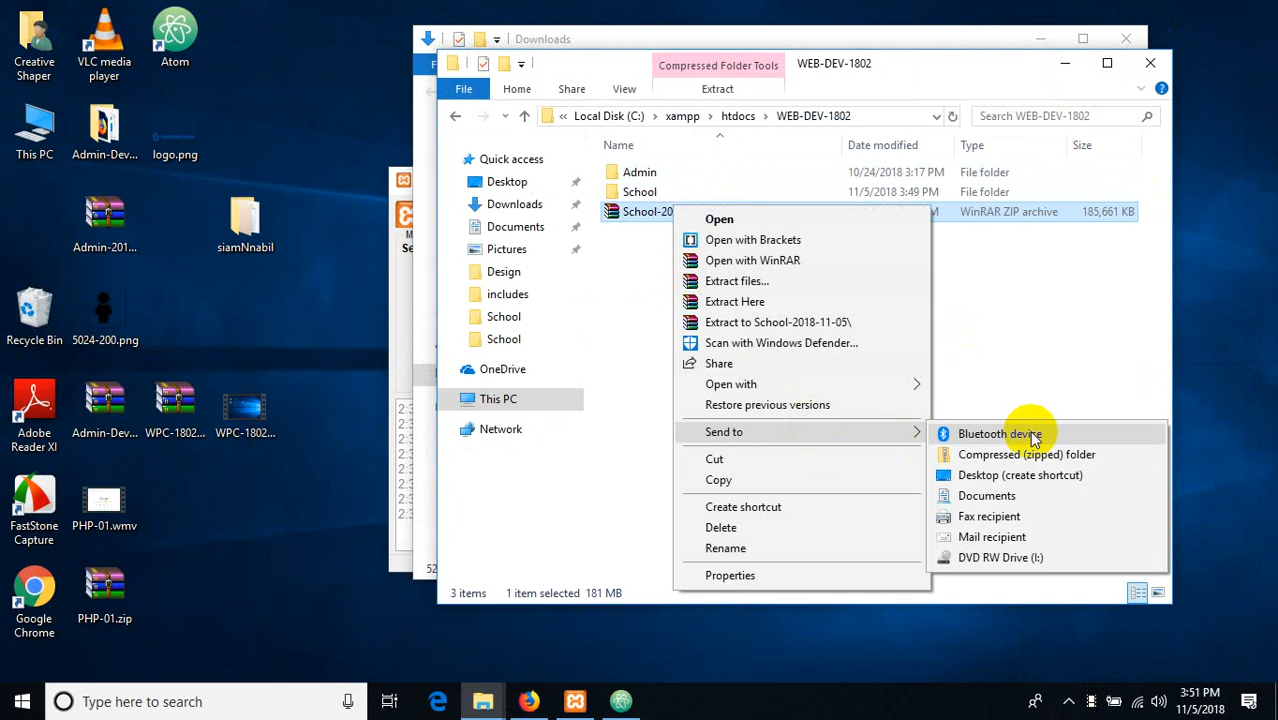 Creative
Shaper
VLC media
player
Atom
This PC
Admin-Dev...
logo.png
Admin-201...
siamNnabil
Recycle Bin
5024-200.png
Adobe
Reader XI
Admin-Dev...
WPC-1802...
WPC-1802...
FastStone
Capture
PHP-01.wmv
Google
Chrome
PHP-01.zip
Downloads
Compressed Folder Tools
WEB-DEV-1802
File
Home
Share
View
Extract
« Local Disk (C:) > xampp > htdocs > WEB-DEV-1802
Search WEB-DEV-1802
Name
Date modified
Type
Size
Quick access
Desktop
Downloads
Documents
Pictures
Design
includes
School
School
OneDrive
This PC
Network
Admin 10/24/2018 3:17 PM File folder
School 11/5/2018 3:49 PM File folder
School-20 M WinRAR ZIP archive 185,661 KB
Open
Open with Brackets
Open with WinRAR
Extract files...
Extract Here
Extract to School-2018-11-05\
Scan with Windows Defender...
Share
Open with
Restore previous versions
Send to
Cut
Copy
Create shortcut
Delete
Rename
Properties
Bluetooth device
Compressed (zipped) folder
Desktop (create shortcut)
Documents
Fax recipient
Mail recipient
DVD RW Drive (I:)
3 items 1 item selected 181 MB
Type here to search
3:51 PM
11/5/2018